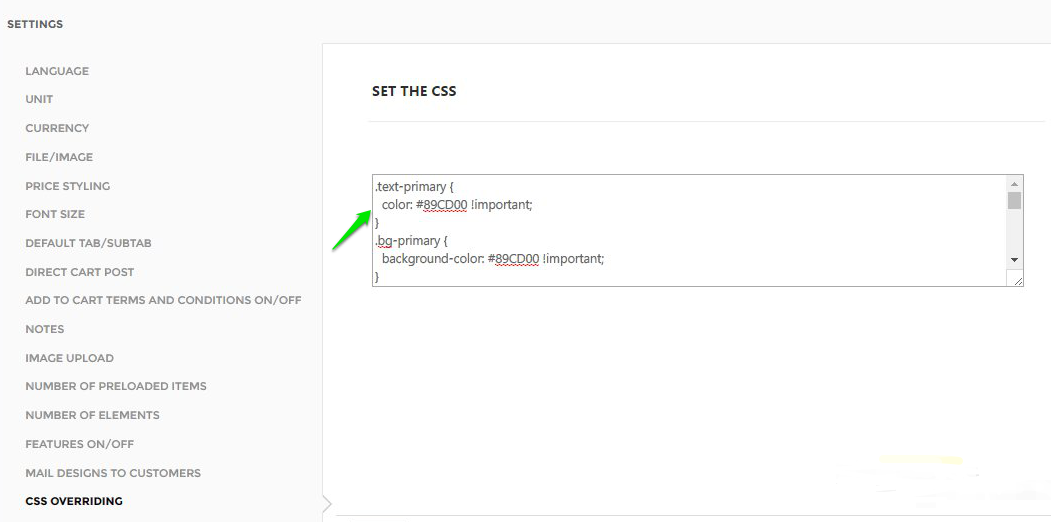 SETTINGS
LANGUAGE
UNIT
CURRENCY
FILE/IMAGE
PRICE STYLING
FONT SIZE
DEFAULT TAB/SUBTAB
DIRECT CART POST
ADD TO CART TERMS AND CONDITIONS ON/OFF
NOTES
IMAGE UPLOAD
NUMBER OF PRELOADED ITEMS
NUMBER OF ELEMENTS
FEATURES ON/OFF
MAIL DESIGNS TO CUSTOMERS
CSS OVERRIDING
SET THE CSS
.text-primary {
color: #89CD00 !important;
}
.bg-primary {
background-color: #89CD00 !important;
}